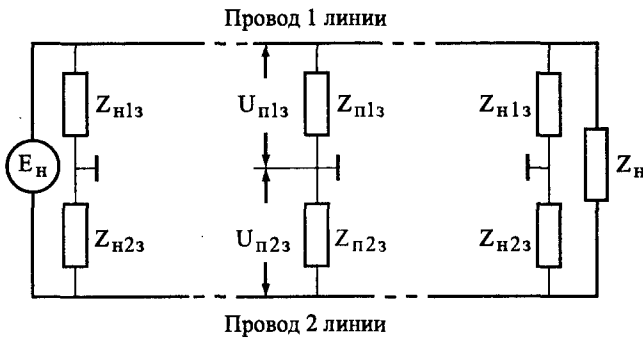 Провод 1 линии
Zн1з
Uп1з
Zп1з
Zн1з
Eн
Zн
Zн2з
Uп2з
Zп2з
Zн2з
Провод 2 линии